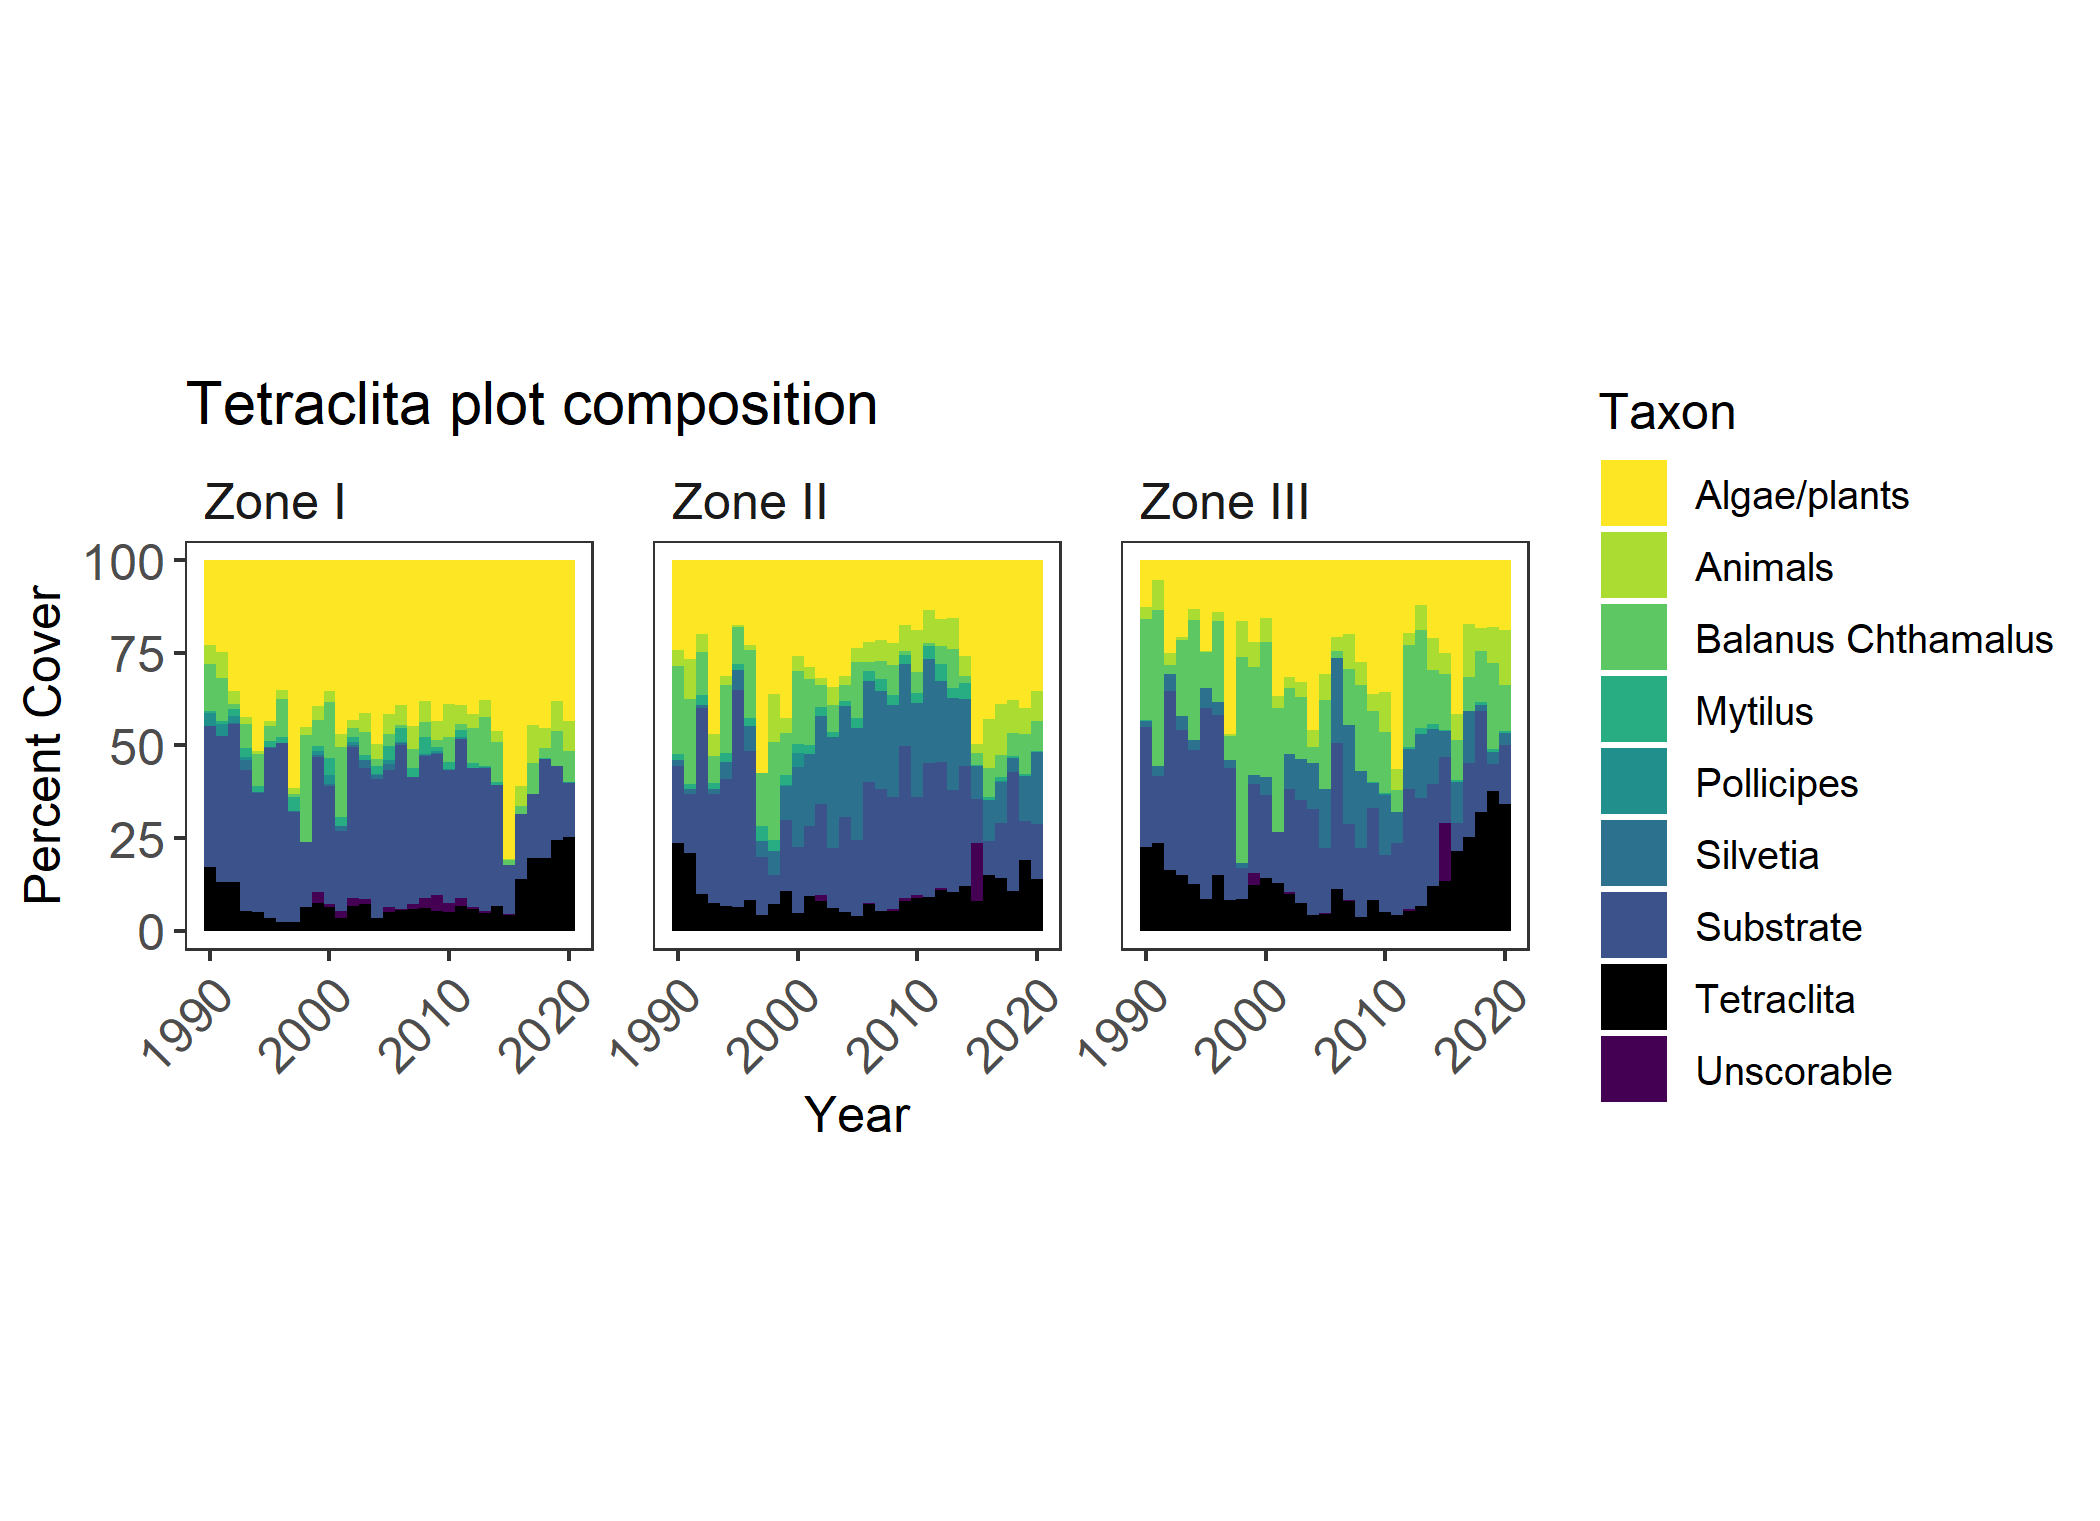 Tetraclita plot composition
Zone I
Zone II
Zone III
Percent Cover
100
75
50
25
0
1990
2000
2010
2020
1990
2000
2010
2020
1990
2000
2010
2020
Year
Taxon
Algae/plants
Animals
Balanus Chthamalus
Mytilus
Pollicipes
Silvetia
Substrate
Tetraclita
Unscorable